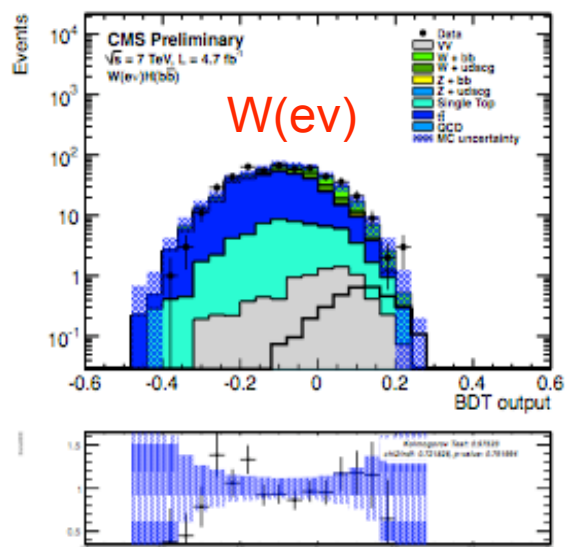 Events
10⁴
10³
10²
10
1
10⁻¹
CMS Preliminary
√s = 7 TeV, L = 4.7 fb⁻¹
W(eν)H(bb̄)
W(eν)
Data
VV
W + bb
W + udscg
Z + bb
Z + udscg
Single Top
tt̄
QCD
MC uncertainty
-0.6 -0.4 -0.2 0 0.2 0.4 0.6
BDT output
1.5
1
0.5